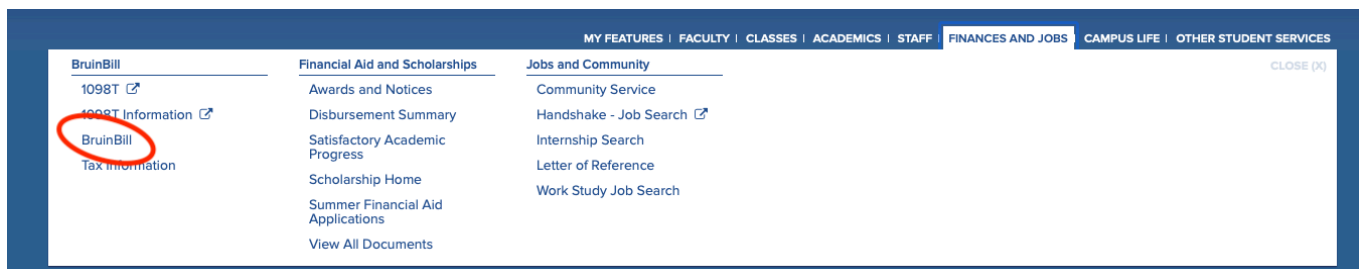 MY FEATURES | FACULTY | CLASSES | ACADEMICS | STAFF | FINANCES AND JOBS | CAMPUS LIFE | OTHER STUDENT SERVICES
CLOSE (X)
BruinBill
1098T
1098T Information
BruinBill
Tax Information
Financial Aid and Scholarships
Awards and Notices
Disbursement Summary
Satisfactory Academic
Progress
Scholarship Home
Summer Financial Aid
Applications
View All Documents
Jobs and Community
Community Service
Handshake - Job Search
Internship Search
Letter of Reference
Work Study Job Search